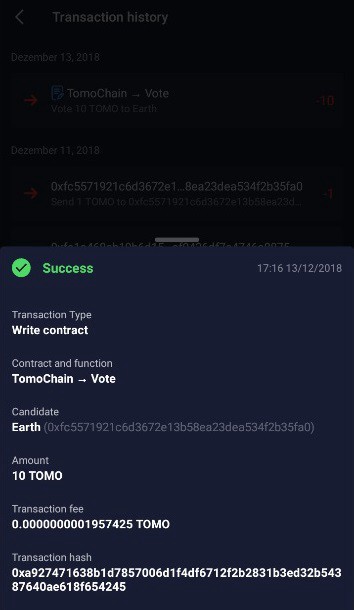 Transaction history
Dezember 13, 2018
TomoChain → Vote
Vote 10 TOMO to Earth
-10
Dezember 11, 2018
0xfc5571921c6d3672e1...8ea23dea534f2b35fa0
Send 1 TOMO to 0xfc5571921c6d3672e13b58ea23d...
-1
Success
17:16 13/12/2018
Transaction Type
Write contract
Contract and function
TomoChain → Vote
Candidate
Earth (0xfc5571921c6d3672e13b58ea23dea534f2b35fa0)
Amount
10 TOMO
Transaction fee
0.0000000001957425 TOMO
Transaction hash
0xa927471638b1d7857006d1f4df6712f2b2831b3ed32b543
87640ae618f654245